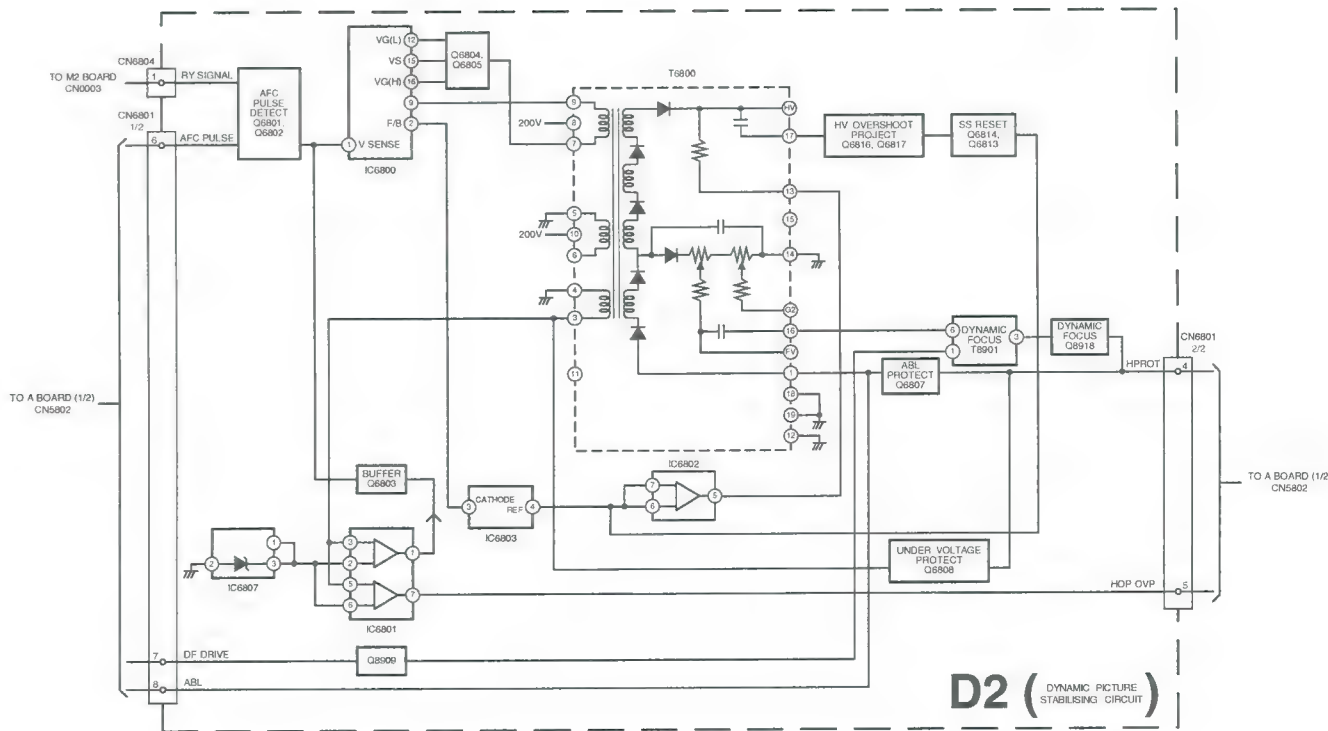 CN6804
TO M2 BOARD
CN0003
1
RY SIGNAL
CN6801
1/2
6
AFC PULSE
AFC
PULSE
DETECT
Q6801,
Q6802
VG(L)
12
VS
15
VG(H)
16
9
F/B
2
1
V SENSE
IC6800
Q6804,
Q6805
T6800
9
200V
8
7
5
200V
10
6
4
3
11
HV
17
13
15
14
G2
16
FV
1
18
19
12
HV OVERSHOOT
PROJECT
Q6816, Q6817
SS RESET
Q6814,
Q6813
6
DYNAMIC
FOCUS
T8901
1
3
DYNAMIC
FOCUS
Q8918
CN6801
2/2
HPROT
4
ABL
PROTECT
Q6807
TO A BOARD (1/2)
CN5802
BUFFER
Q6803
3
CATHODE
REF
4
IC6803
IC6802
7
6
5
UNDER VOLTAGE
PROTECT
Q6808
TO A BOARD (1/2
CN5802
2
1
3
IC6807
3
2
1
5
6
7
IC6801
HOP OVP
5
7
DF DRIVE
Q8909
8
ABL
D2 (DYNAMIC PICTURE
STABILISING CIRCUIT)